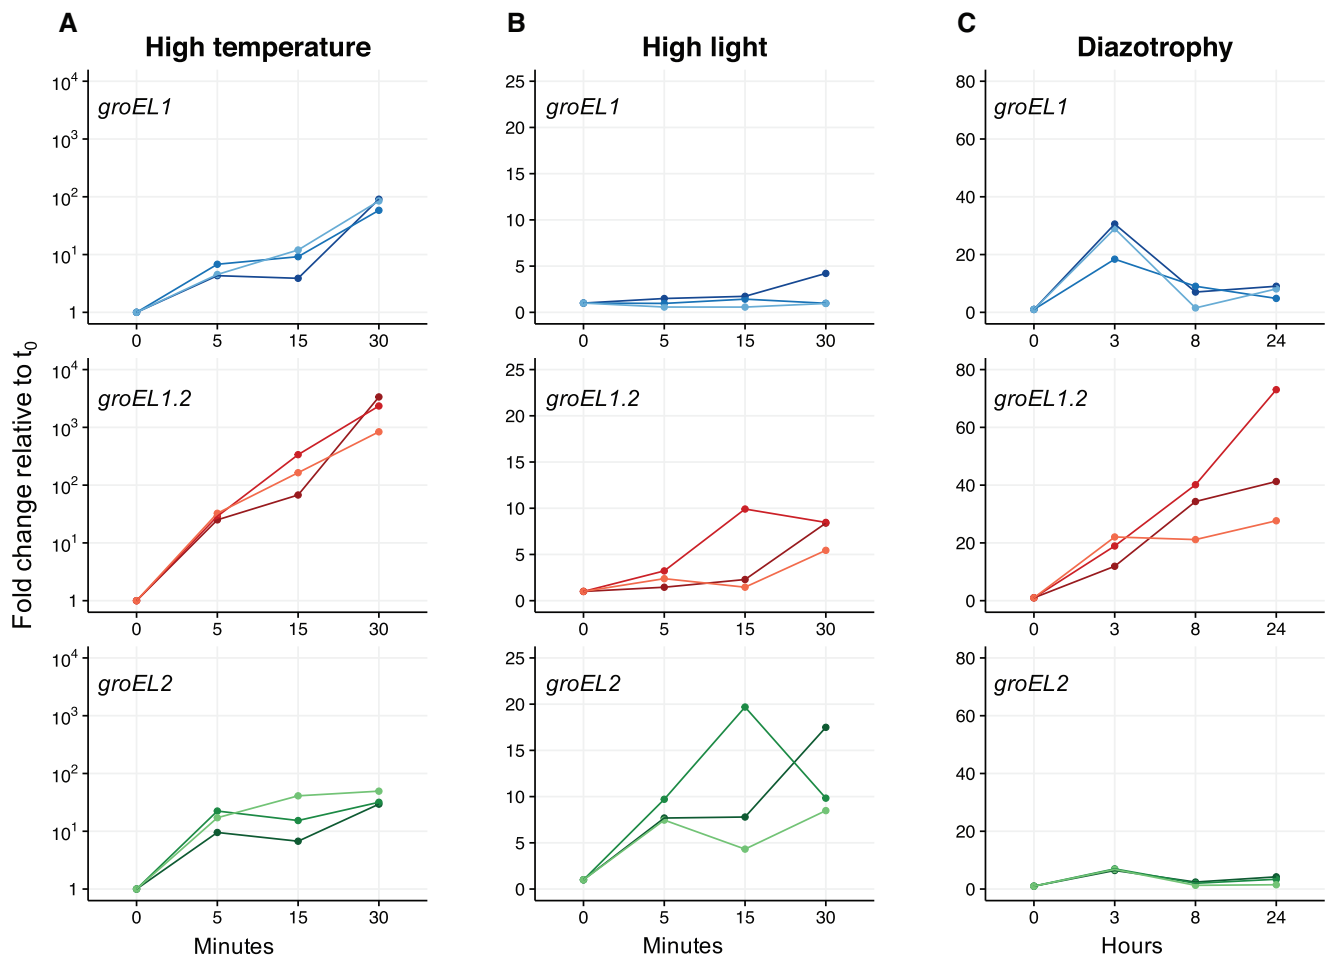 A
High temperature
B
High light
C
Diazotrophy
Fold change relative to t0
groEL1
10^4
10^3
10^2
10^1
1
0 5 15 30
groEL1
25
20
15
10
5
0
0 5 15 30
groEL1
80
60
40
20
0
0 3 8 24
groEL1.2
10^4
10^3
10^2
10^1
1
0 5 15 30
groEL1.2
25
20
15
10
5
0
0 5 15 30
groEL1.2
80
60
40
20
0
0 3 8 24
groEL2
10^4
10^3
10^2
10^1
1
0 5 15 30
Minutes
groEL2
25
20
15
10
5
0
0 5 15 30
Minutes
groEL2
80
60
40
20
0
0 3 8 24
Hours